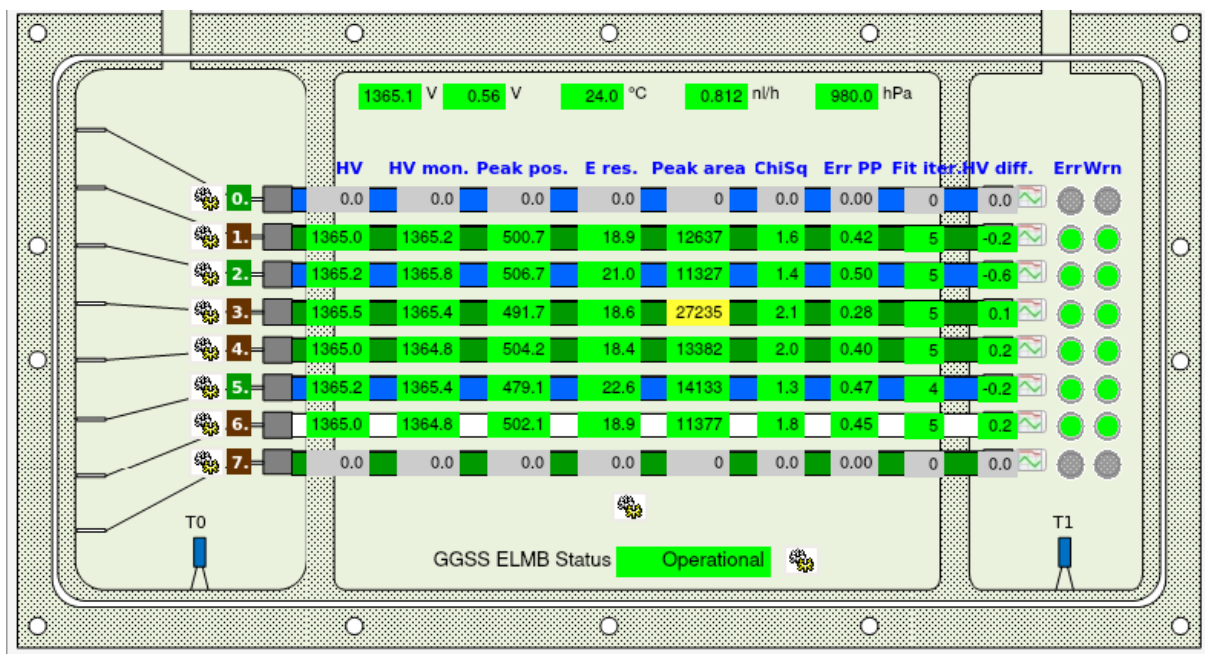 1365.1 V 0.56 V 24.0 °C 0.812 nl/h 980.0 hPa
HV HV mon. Peak pos. E res. Peak area ChiSq Err PP Fit iter. HV diff. Err Wrn
0. 0.0 0.0 0.0 0.0 0 0.0 0.00 0 0.0
1. 1365.0 1365.2 500.7 18.9 12637 1.6 0.42 5 -0.2
2. 1365.2 1365.8 506.7 21.0 11327 1.4 0.50 5 -0.6
3. 1365.5 1365.4 491.7 18.6 27235 2.1 0.28 5 0.1
4. 1365.0 1364.8 504.2 18.4 13382 2.0 0.40 5 0.2
5. 1365.2 1365.4 479.1 22.6 14133 1.3 0.47 4 -0.2
6. 1365.0 1364.8 502.1 18.9 11377 1.8 0.45 5 0.2
7. 0.0 0.0 0.0 0.0 0 0.0 0.00 0 0.0
T0 T1
GGSS ELMB Status Operational